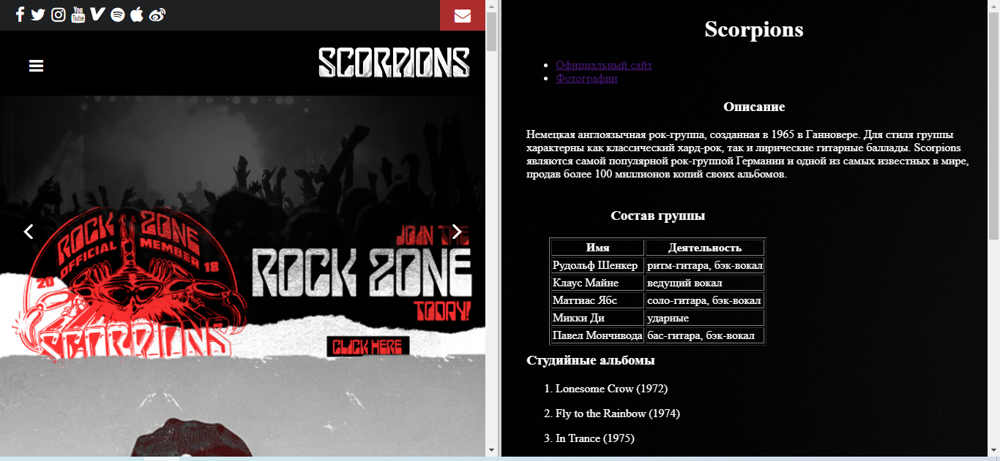 You
Tube
SCORPIONS
ROCK ZONE
OFFICIAL MEMBER
20 18
SCORPIONS
JOIN THE
ROCK ZONE
TODAY!
CLICK HERE
Scorpions
Официальный сайт
Фотографии
Описание
Немецкая англоязычная рок-группа, созданная в 1965 в Ганновере. Для стиля группы
характерны как классический хард-рок, так и лирические гитарные баллады. Scorpions
являются самой популярной рок-группой Германии и одной из самых известных в мире,
продав более 100 миллионов копий своих альбомов.
Состав группы
Имя Деятельность
Рудольф Шенкер ритм-гитара, бэк-вокал
Клаус Майне ведущий вокал
Маттиас Ябс соло-гитара, бэк-вокал
Микки Ди ударные
Павел Мончивода бас-гитара, бэк-вокал
Студийные альбомы
1. Lonesome Crow (1972)
2. Fly to the Rainbow (1974)
3. In Trance (1975)